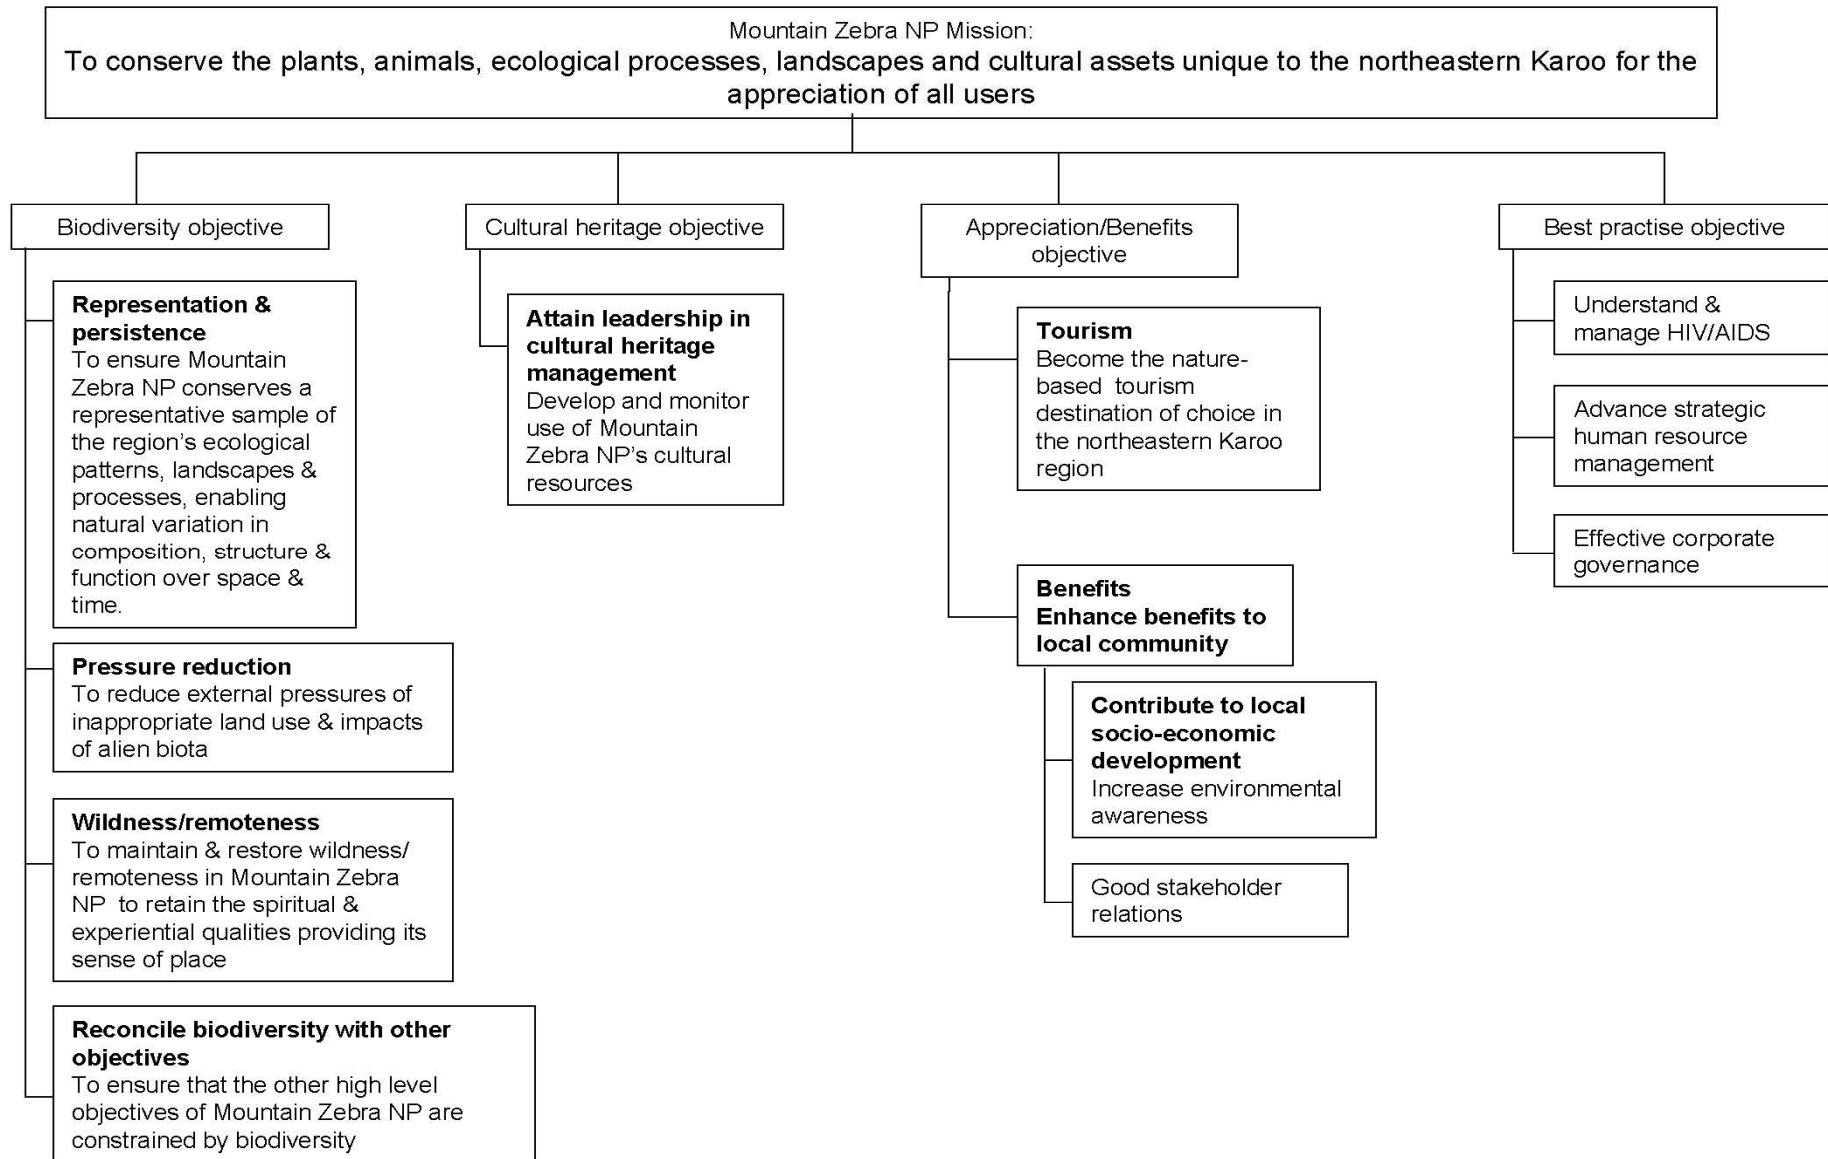 Mountain Zebra NP Mission:
To conserve the plants, animals, ecological processes, landscapes and cultural assets unique to the northeastern Karoo for the
appreciation of all users
Biodiversity objective
Representation &
persistence
To ensure Mountain
Zebra NP conserves a
representative sample of
the region's ecological
patterns, landscapes &
processes, enabling
natural variation in
composition, structure &
function over space &
time.
Pressure reduction
To reduce external pressures of
inappropriate land use & impacts
of alien biota
Wildness/remoteness
To maintain & restore wildness/
remoteness in Mountain Zebra
NP to retain the spiritual &
experiential qualities providing its
sense of place
Reconcile biodiversity with other
objectives
To ensure that the other high level
objectives of Mountain Zebra NP are
constrained by biodiversity
Cultural heritage objective
Attain leadership in
cultural heritage
management
Develop and monitor
use of Mountain
Zebra NP's cultural
resources
Appreciation/Benefits
objective
Tourism
Become the nature-
based tourism
destination of choice in
the northeastern Karoo
region
Benefits
Enhance benefits to
local community
Contribute to local
socio-economic
development
Increase environmental
awareness
Good stakeholder
relations
Best practise objective
Understand &
manage HIV/AIDS
Advance strategic
human resource
management
Effective corporate
governance